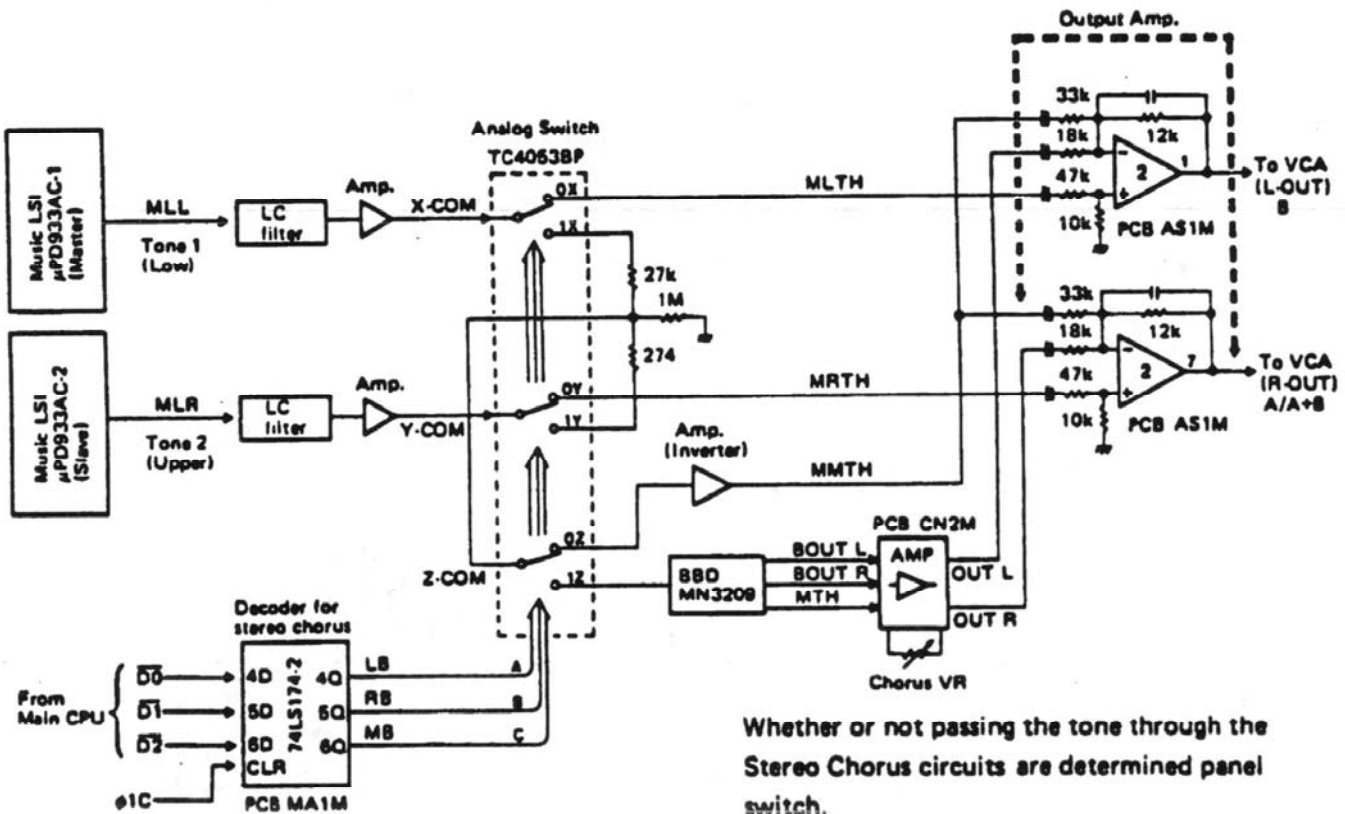 Output Amp.
33k
18k
12k
47k
2
1
10k
PCB AS1M
To VCA
(L-OUT)
B
Analog Switch
TC4053BP
Music LSI
μPD933AC-1
(Master)
MLL
Tone 1
(Low)
LC
filter
Amp.
X-COM
0X
1X
MLTH
27k
1M
274
33k
18k
12k
47k
2
7
10k
PCB AS1M
To VCA
(R-OUT)
A/A+B
Music LSI
μPD933AC-2
(Slave)
MLR
Tone 2
(Upper)
LC
filter
Amp.
Y-COM
0Y
1Y
MRTH
Amp.
(Inverter)
MMTH
0Z
Z-COM
1Z
BBD
MN3209
BOUT L
BOUT R
MTH
PCB CN2M
AMP
OUT L
OUT R
Chorus VR
Decoder for
stereo chorus
From
Main CPU
D0
D1
D2
φ1C
4D
5D
6D
CLR
74LS174-2
4Q
5Q
6Q
LB
RB
MB
A
B
C
PCB MA1M
Whether or not passing the tone through the
Stereo Chorus circuits are determined panel
switch.